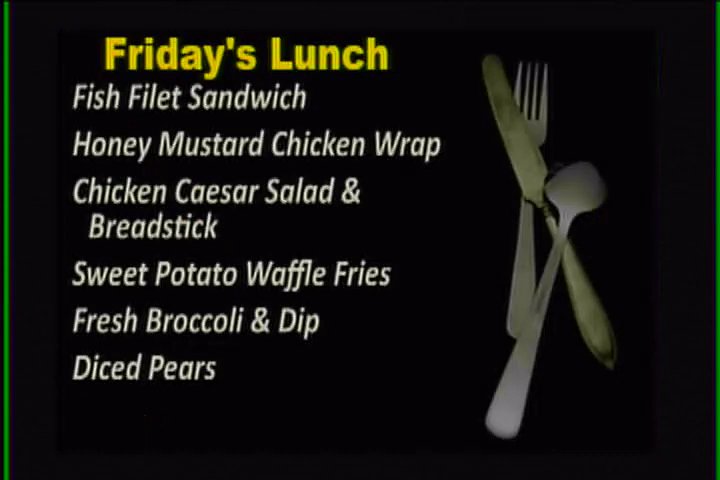 Friday's Lunch
Fish Filet Sandwich
Honey Mustard Chicken Wrap
Chicken Caesar Salad &
Breadstick
Sweet Potato Waffle Fries
Fresh Broccoli & Dip
Diced Pears